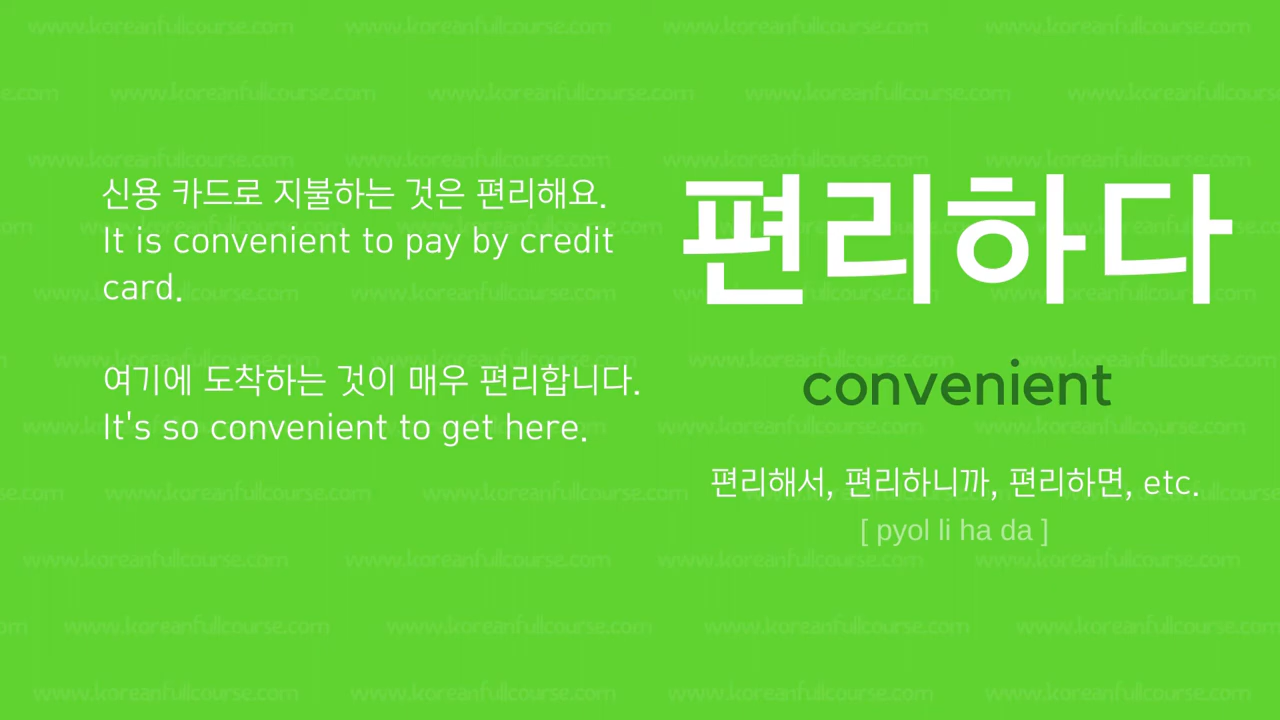 신용 카드로 지불하는 것은 편리해요.
It is convenient to pay by credit
card.
여기에 도착하는 것이 매우 편리합니다.
It's so convenient to get here.
편리하다
convenient
편리해서, 편리하니까, 편리하면, etc.
[ pyol li ha da ]
www.koreanfullcourse.com